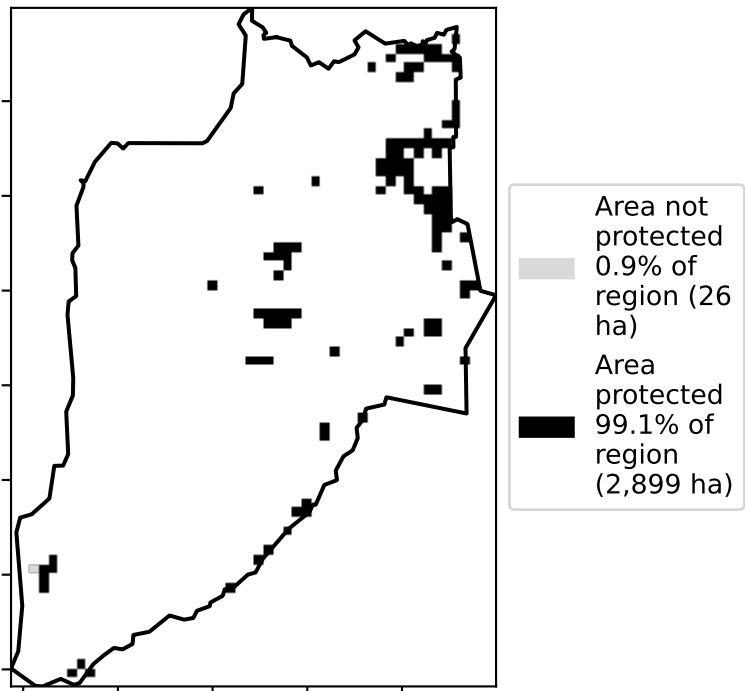 Area not
protected
0.9% of
region (26
ha)
Area
protected
99.1% of
region
(2,899 ha)